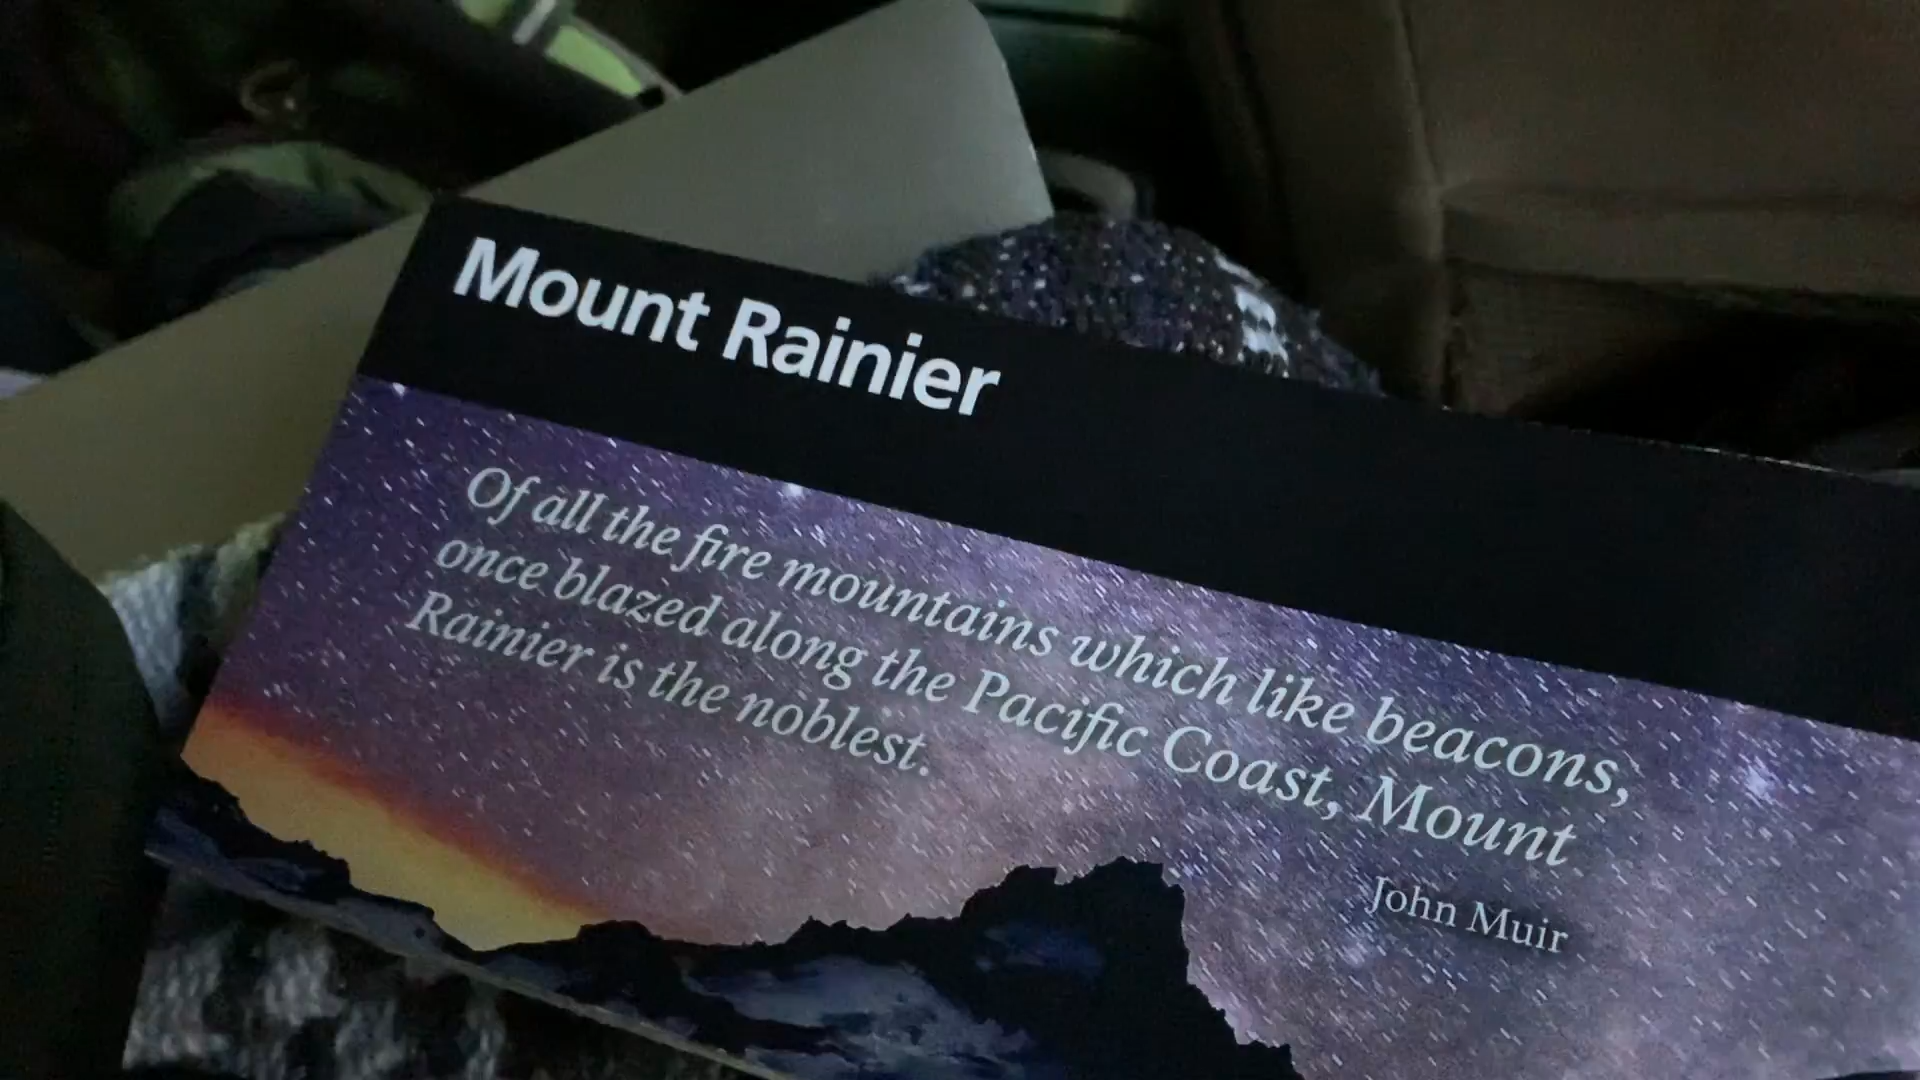 Mount Rainier
Of all the fire mountains which like beacons,
once blazed along the Pacific Coast, Mount
Rainier is the noblest.
John Muir